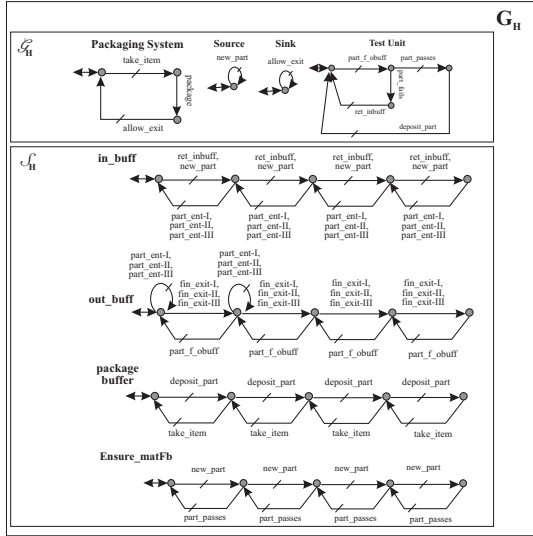 G_H
𝒢_H
Packaging System
Source
Sink
Test Unit
take_item
package
allow_exit
new_part
allow_exit
part_f_obuff
part_passes
part_fails
ret_inbuff
deposit_part
𝒮_H
in_buff
ret_inbuff,
new_part
ret_inbuff,
new_part
ret_inbuff,
new_part
ret_inbuff,
new_part
part_ent-I,
part_ent-II,
part_ent-III
part_ent-I,
part_ent-II,
part_ent-III
part_ent-I,
part_ent-II,
part_ent-III
part_ent-I,
part_ent-II,
part_ent-III
out_buff
part_ent-I,
part_ent-II,
part_ent-III
part_ent-I,
part_ent-II,
part_ent-III
fin_exit-I,
fin_exit-II,
fin_exit-III
fin_exit-I,
fin_exit-II,
fin_exit-III
fin_exit-I,
fin_exit-II,
fin_exit-III
fin_exit-I,
fin_exit-II,
fin_exit-III
part_f_obuff
part_f_obuff
part_f_obuff
part_f_obuff
package
buffer
deposit_part
deposit_part
deposit_part
deposit_part
take_item
take_item
take_item
take_item
Ensure_matFb
new_part
new_part
new_part
new_part
part_passes
part_passes
part_passes
part_passes